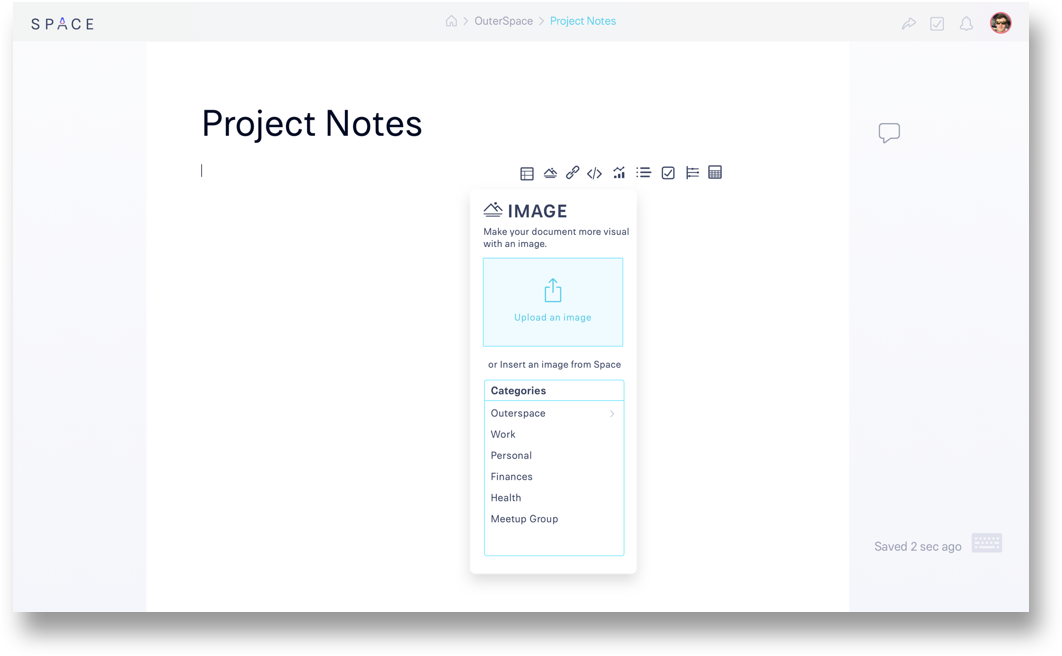 SPACE
OuterSpace
Project Notes
Project Notes
IMAGE
Make your document more visual
with an image.
Upload an image
or Insert an image from Space
Categories
Outerspace
Work
Personal
Finances
Health
Meetup Group
Saved 2 sec ago